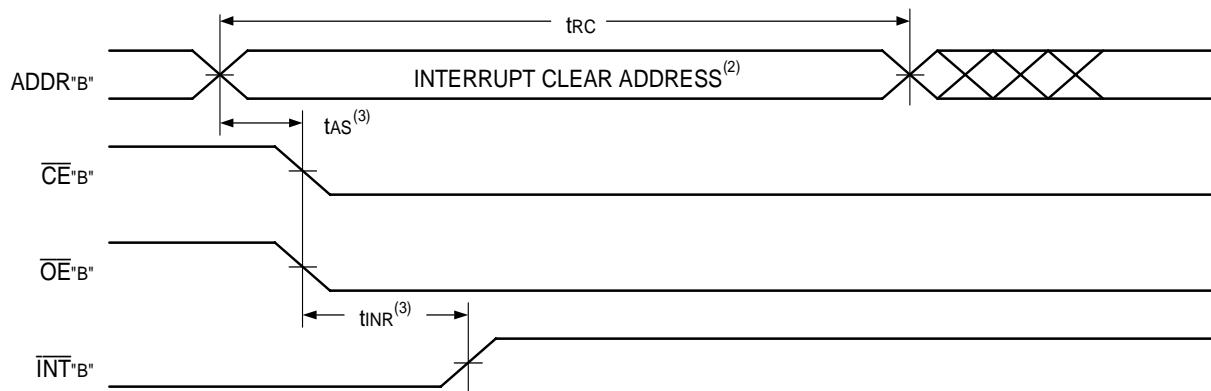 tRC
ADDR"B"
INTERRUPT CLEAR ADDRESS(2)
tAS(3)
CE"B"
OE"B"
tINR(3)
INT"B"